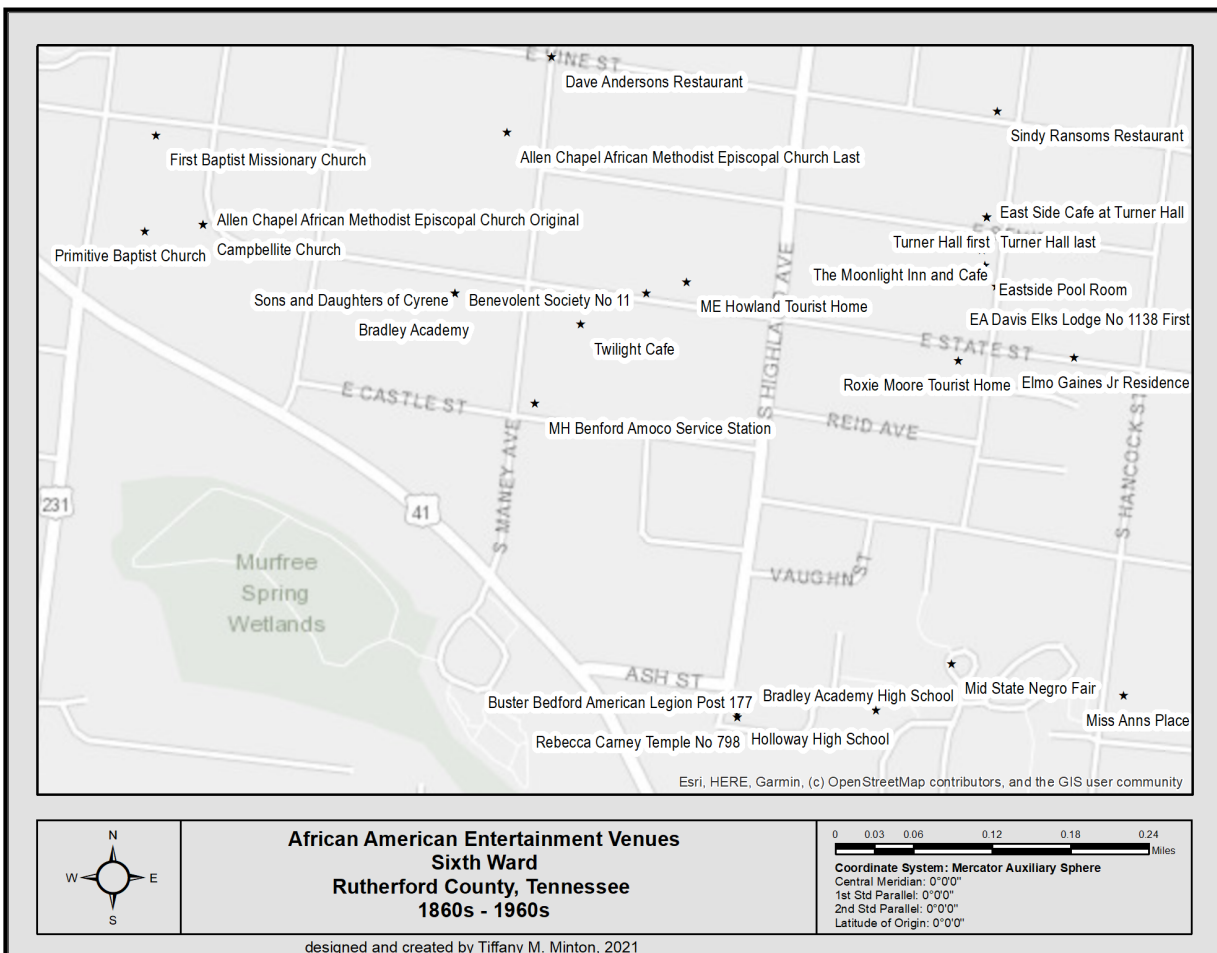 E VINE ST
Dave Andersons Restaurant
Sindy Ransoms Restaurant
First Baptist Missionary Church
Allen Chapel African Methodist Episcopal Church Last
Allen Chapel African Methodist Episcopal Church Original
East Side Cafe at Turner Hall
Primitive Baptist Church
Campbellite Church
Turner Hall first
Turner Hall last
The Moonlight Inn and Cafe
Eastside Pool Room
Sons and Daughters of Cyrene
Benevolent Society No 11
ME Howland Tourist Home
EA Davis Elks Lodge No 1138 First
Bradley Academy
Twilight Cafe
S HIGHLAND AVE
E STATE ST
Roxie Moore Tourist Home
Elmo Gaines Jr Residence
E CASTLE ST
MH Benford Amoco Service Station
REID AVE
S MANEY AVE
S HANCOCK ST
231
41
Murfree
Spring
Wetlands
VAUGHN ST
ASH ST
Buster Bedford American Legion Post 177
Bradley Academy High School
Mid State Negro Fair
Miss Anns Place
Rebecca Carney Temple No 798
Holloway High School
Esri, HERE, Garmin, (c) OpenStreetMap contributors, and the GIS user community
N
W
E
S
African American Entertainment Venues
Sixth Ward
Rutherford County, Tennessee
1860s - 1960s
0 0.03 0.06 0.12 0.18 0.24
Miles
Coordinate System: Mercator Auxiliary Sphere
Central Meridian: 0°0'0"
1st Std Parallel: 0°0'0"
2nd Std Parallel: 0°0'0"
Latitude of Origin: 0°0'0"
designed and created by Tiffany M. Minton, 2021